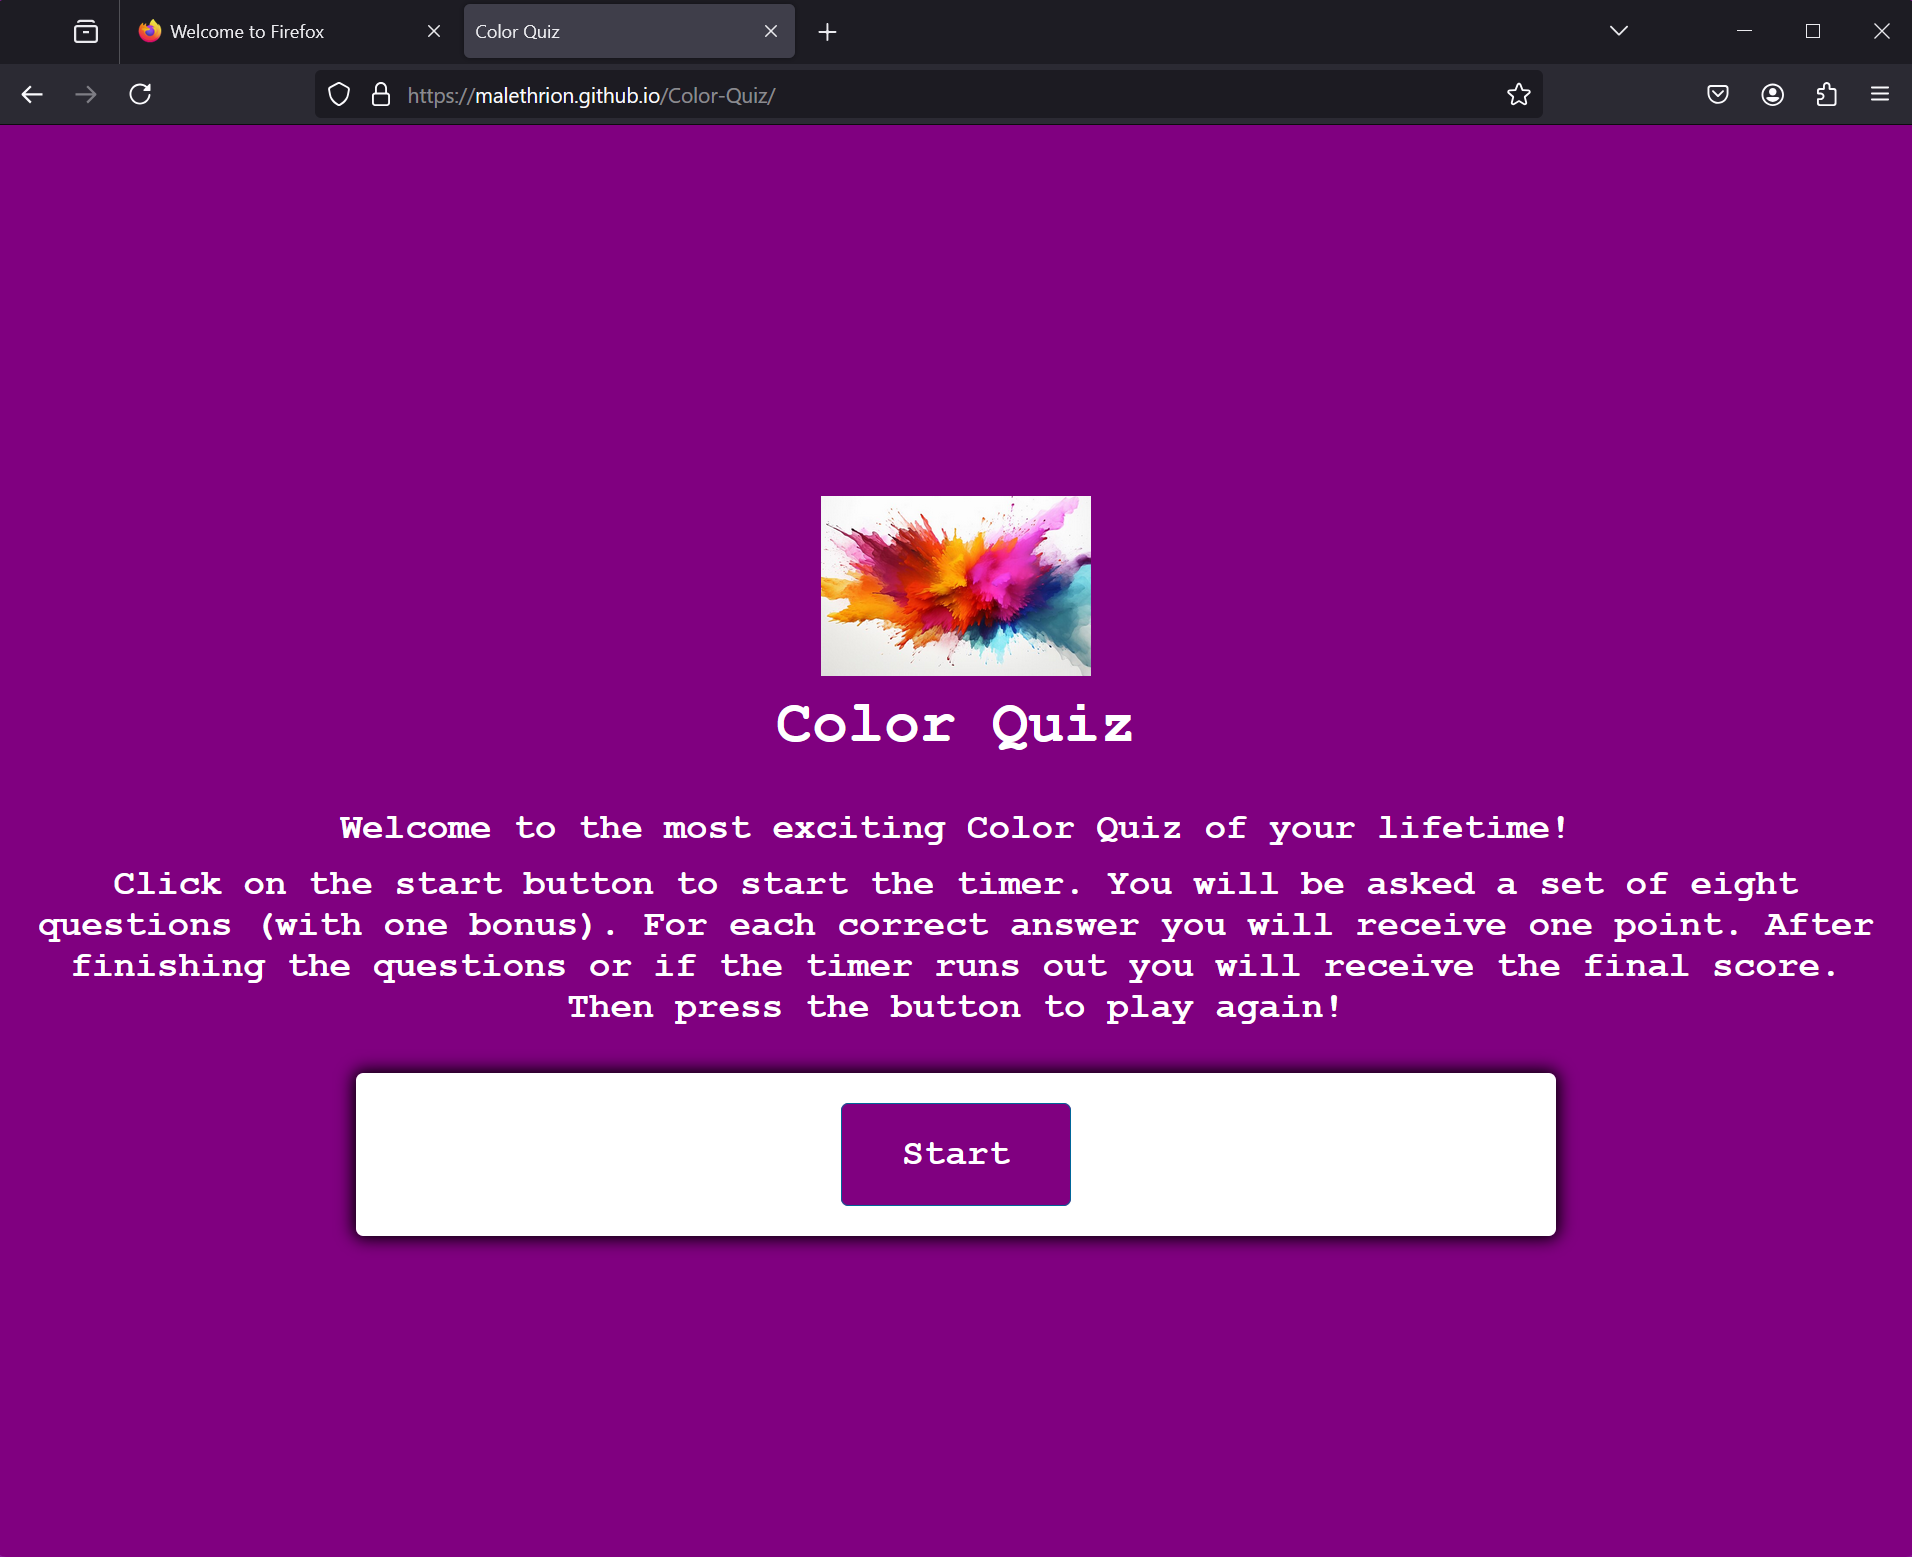 Welcome to Firefox
Color Quiz
https://malethrion.github.io/Color-Quiz/
Color Quiz
Welcome to the most exciting Color Quiz of your lifetime!
Click on the start button to start the timer. You will be asked a set of eight
questions (with one bonus). For each correct answer you will receive one point. After
finishing the questions or if the timer runs out you will receive the final score.
Then press the button to play again!
Start